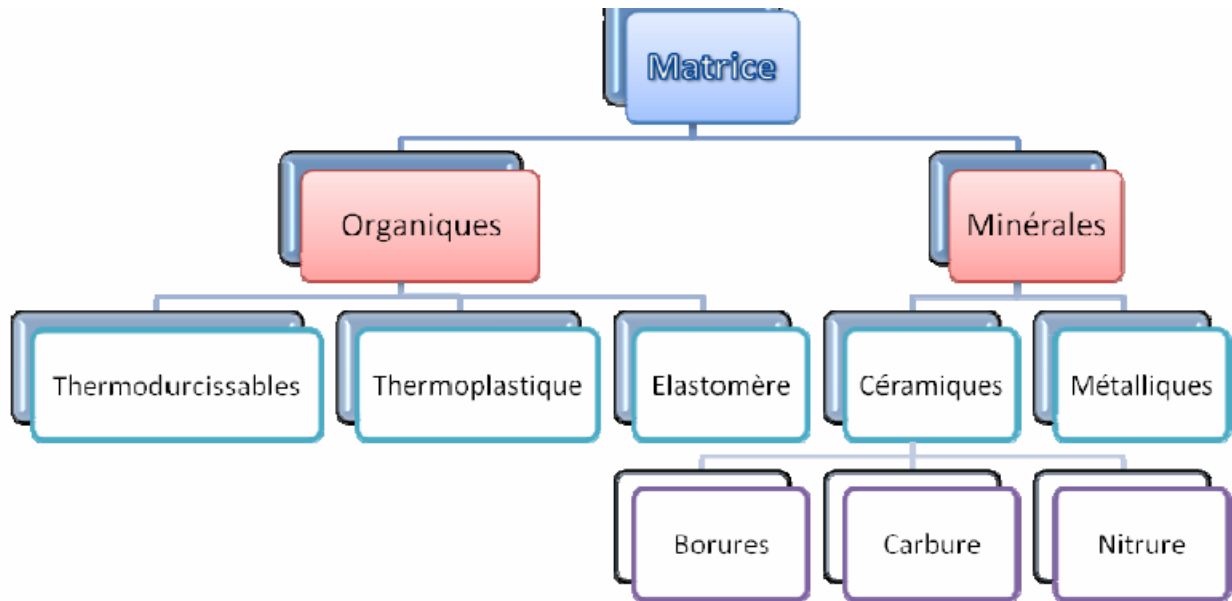 Matrice
Organiques
Minérales
Thermodurcissables
Thermoplastique
Elastomère
Céramiques
Métalliques
Borures
Carbure
Nitrure